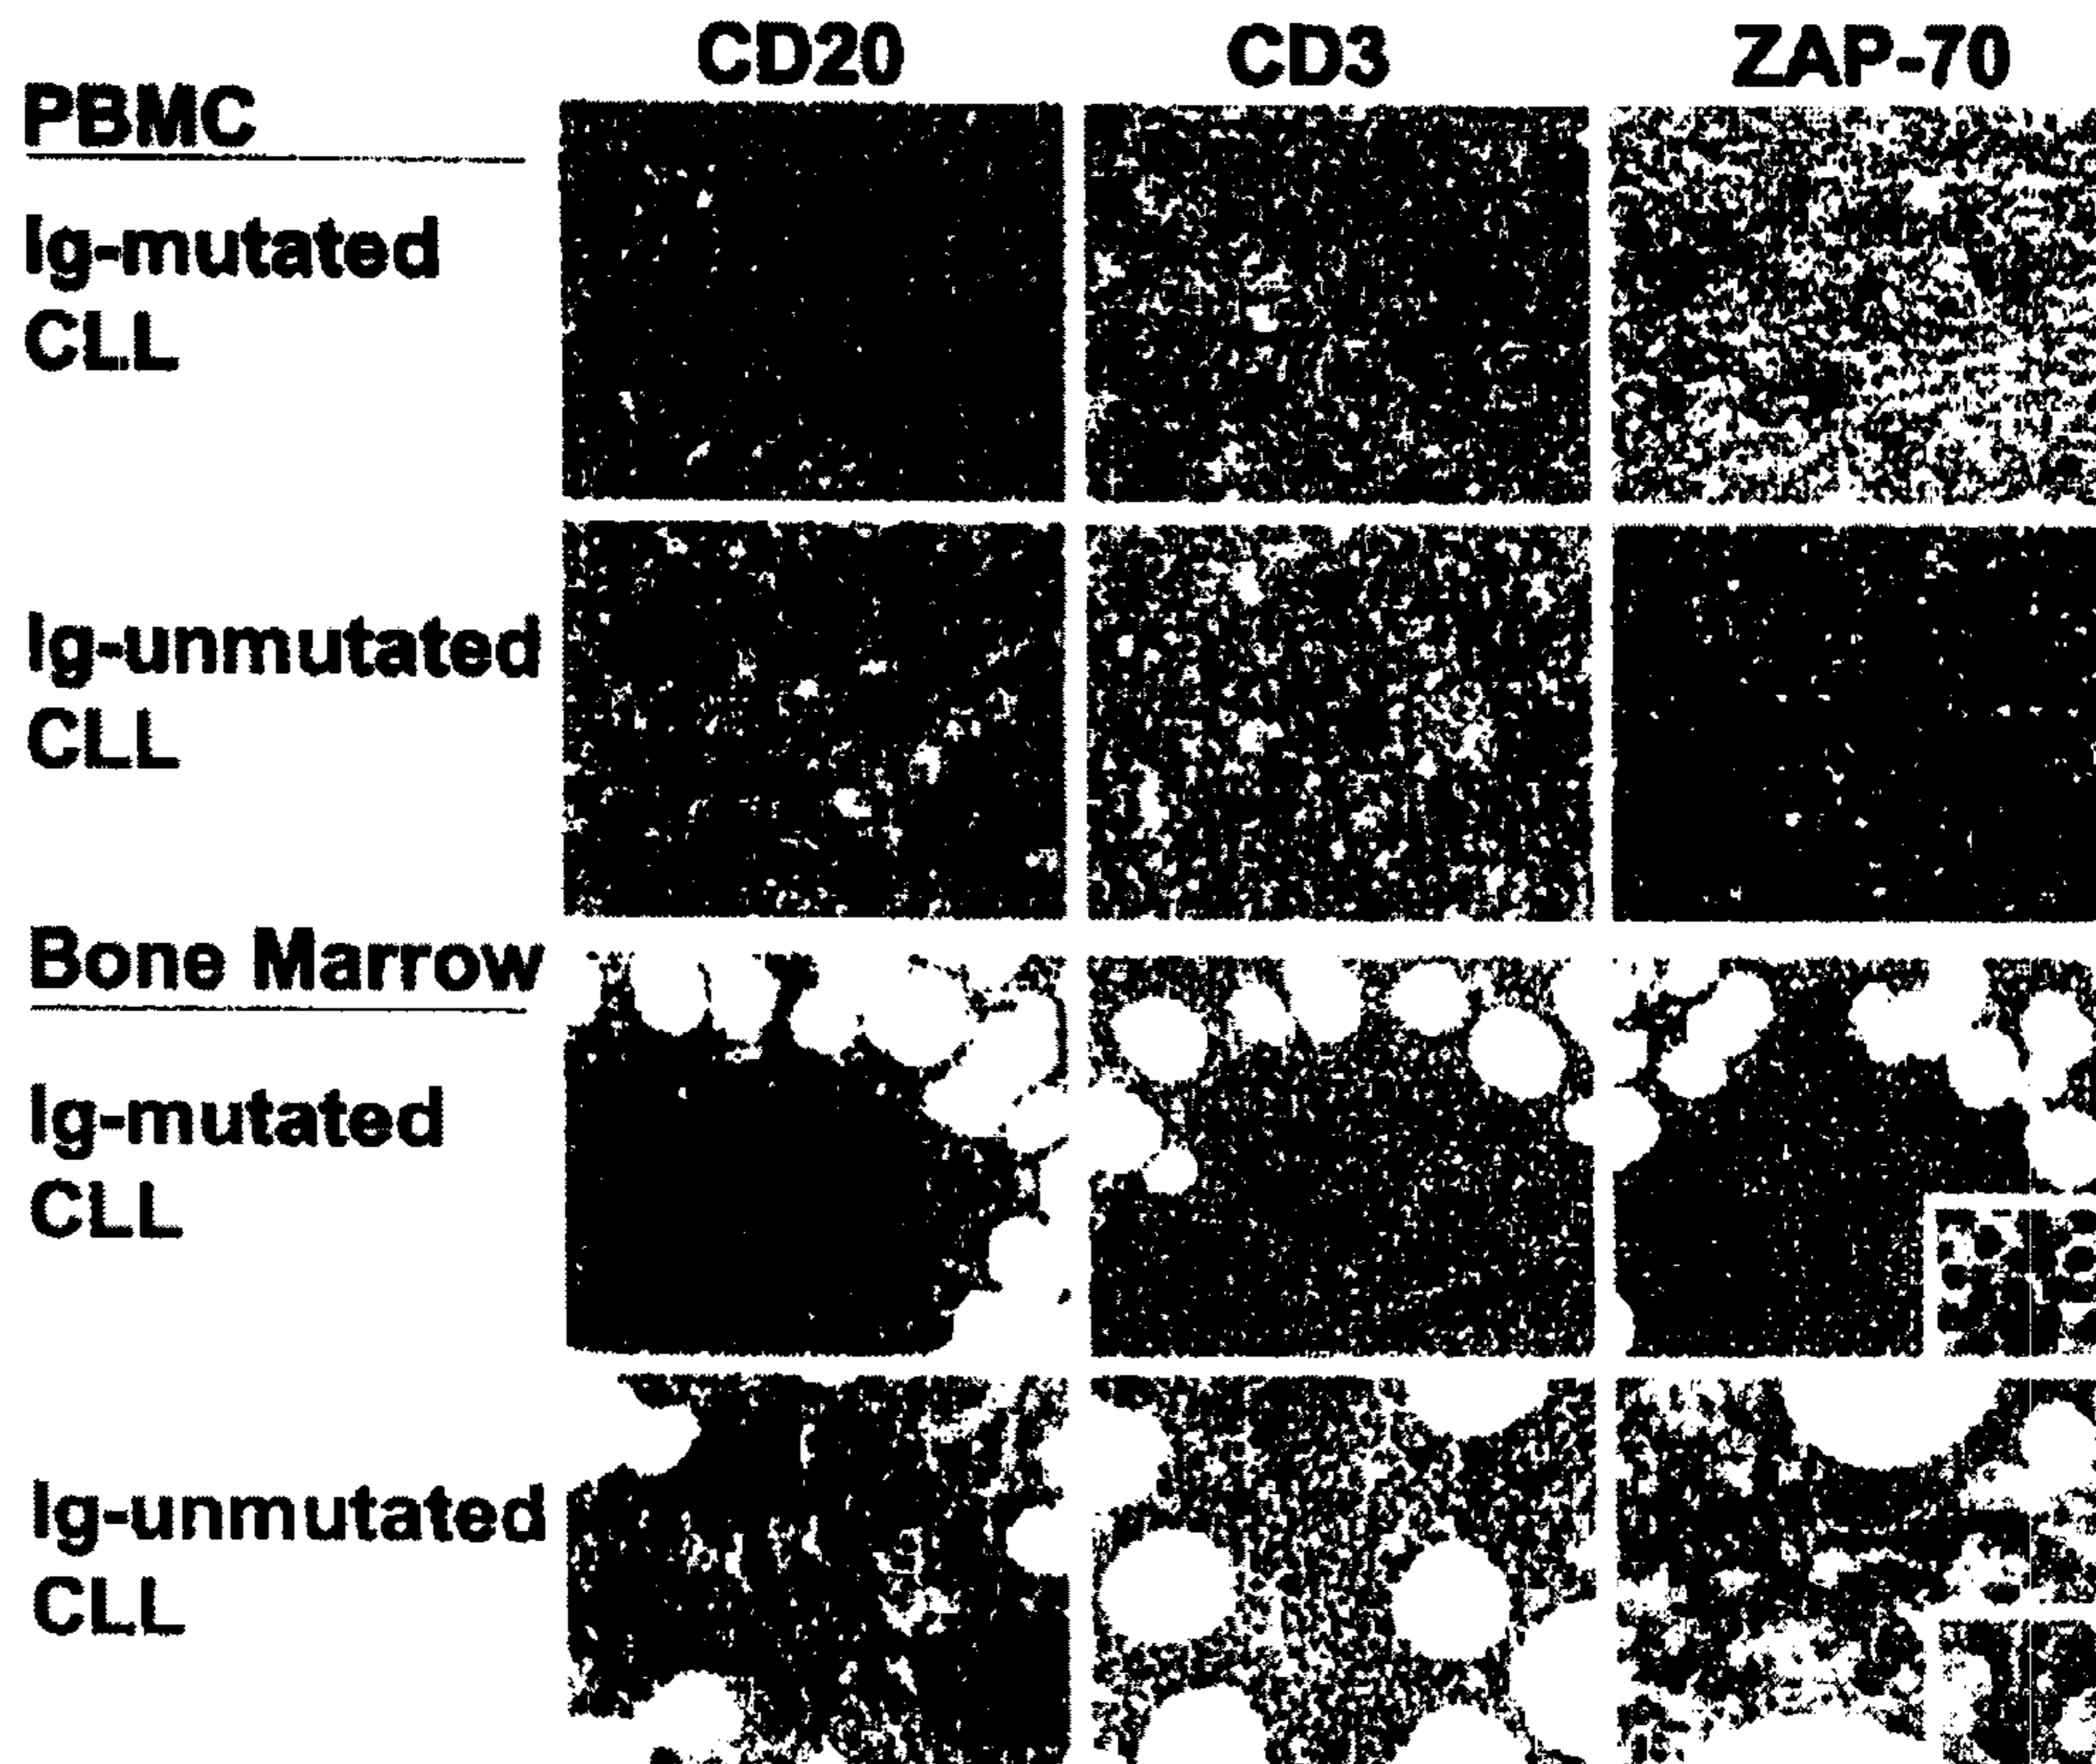 CD20 CD3 ZAP-70
PBMC
Ig-mutated
CLL
Ig-unmutated
CLL
Bone Marrow
Ig-mutated
CLL
Ig-unmutated
CLL